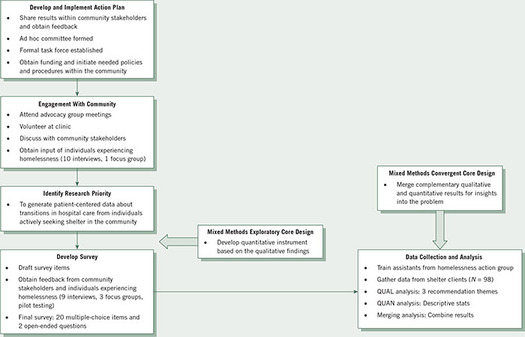 Develop and Implement Action Plan
• Share results within community stakeholders
and obtain feedback
• Ad hoc committee formed
• Formal task force established
• Obtain funding and initiate needed policies
and procedures within the community
Engagement With Community
• Attend advocacy group meetings
• Volunteer at clinic
• Discuss with community stakeholders
• Obtain input of individuals experiencing
homelessness (10 interviews, 1 focus group)
Identify Research Priority
• To generate patient-centered data about
transitions in hospital care from individuals
actively seeking shelter in the community
Mixed Methods Exploratory Core Design
• Develop quantitative instrument
based on the qualitative findings
Develop Survey
• Draft survey items
• Obtain feedback from community
stakeholders and individuals experiencing
homelessness (9 interviews, 3 focus groups,
pilot testing)
• Final survey: 20 multiple-choice items and
2 open-ended questions
Mixed Methods Convergent Core Design
• Merge complementary qualitative and
quantitative results for insights
into the problem
Data Collection and Analysis
• Train assistants from homelessness action group
• Gather data from shelter clients (N = 98)
• QUAL analysis: 3 recommendation themes
• QUAN analysis: Descriptive stats
• Merging analysis: Combine results